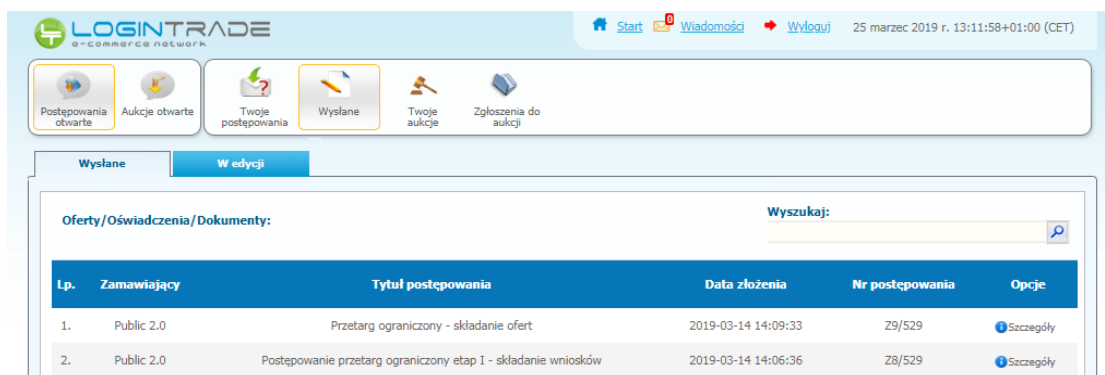 LOGINTRADE
e-commerce network
Start 0 Wiadomości Wyloguj 25 marzec 2019 r. 13:11:58+01:00 (CET)
Postępowania otwarte Aukcje otwarte Twoje postępowania Wysłane Twoje aukcje Zgłoszenia do aukcji
Wysłane W edycji
Wyszukaj:
Oferty/Oświadczenia/Dokumenty:
Lp. Zamawiający Tytuł postępowania Data złożenia Nr postępowania Opcje
1. Public 2.0 Przetarg ograniczony - składanie ofert 2019-03-14 14:09:33 Z9/529 Szczegóły
2. Public 2.0 Postępowanie przetarg ograniczony etap I - składanie wniosków 2019-03-14 14:06:36 Z8/529 Szczegóły